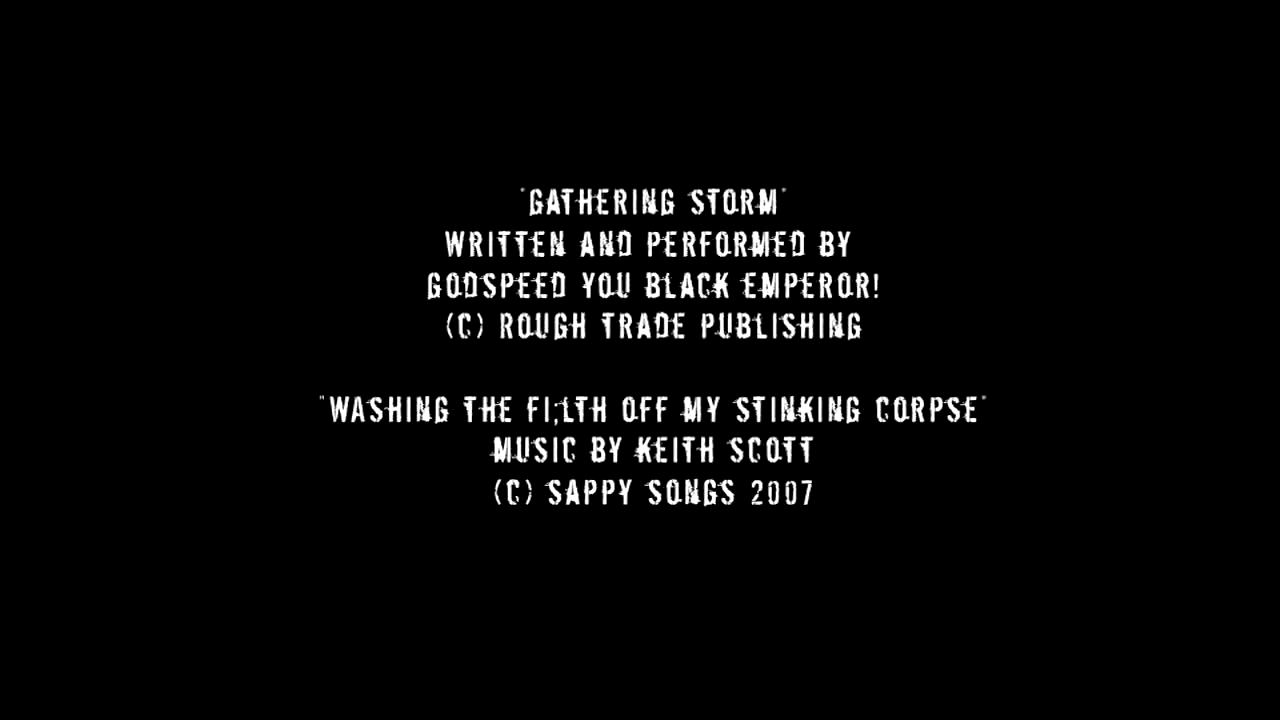 "GATHERING STORM"
WRITTEN AND PERFORMED BY
GODSPEED YOU BLACK EMPEROR!
(C) ROUGH TRADE PUBLISHING
"WASHING THE FI;LTH OFF MY STINKING CORPSE"
MUSIC BY KEITH SCOTT
(C) SAPPY SONGS 2007